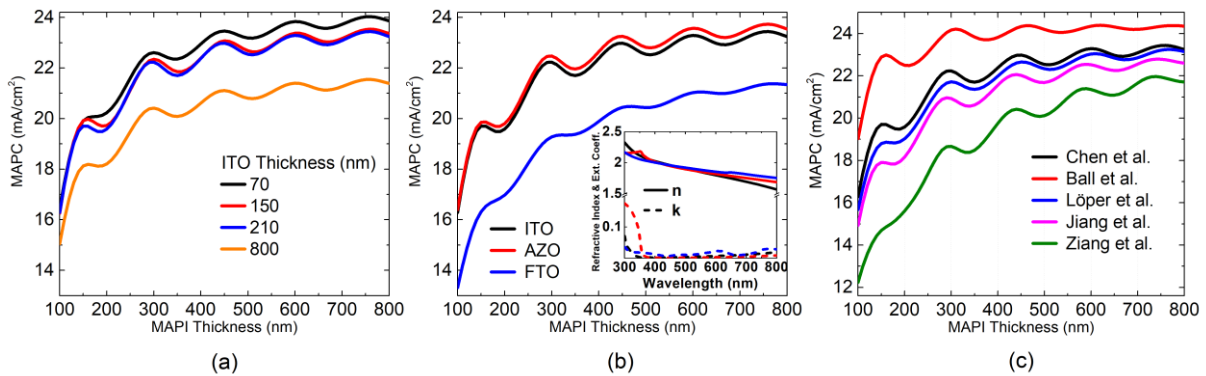 24
22
20
18
16
14
MAPC (mA/cm²)
ITO Thickness (nm)
70
150
210
800
100 200 300 400 500 600 700 800
MAPI Thickness (nm)
(a)
24
22
20
18
16
14
MAPC (mA/cm²)
ITO
AZO
FTO
Refractive Index & Ext. Coeff.
2.5
2.0
1.5
0.1
n
k
300 400 500 600 700 800
Wavelength (nm)
100 200 300 400 500 600 700 800
MAPI Thickness (nm)
(b)
24
22
20
18
16
14
12
MAPC (mA/cm²)
Chen et al.
Ball et al.
Löper et al.
Jiang et al.
Ziang et al.
100 200 300 400 500 600 700 800
MAPI Thickness (nm)
(c)